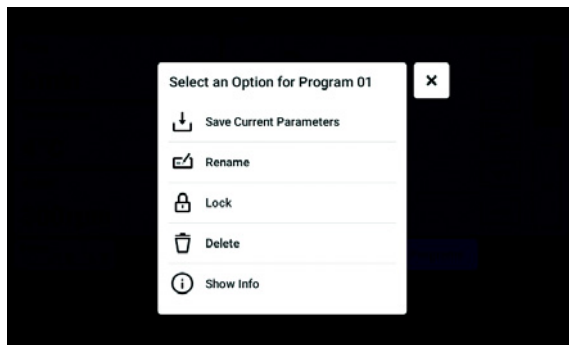 Select an Option for Program 01
Save Current Parameters
Rename
Lock
Delete
Show Info